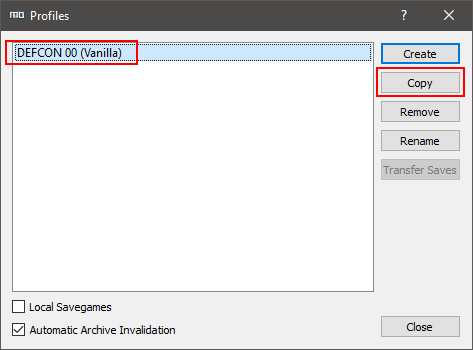 Profiles
?
DEFCON 00 (Vanilla)
Create
Copy
Remove
Rename
Transfer Saves
Local Savegames
Automatic Archive Invalidation
Close